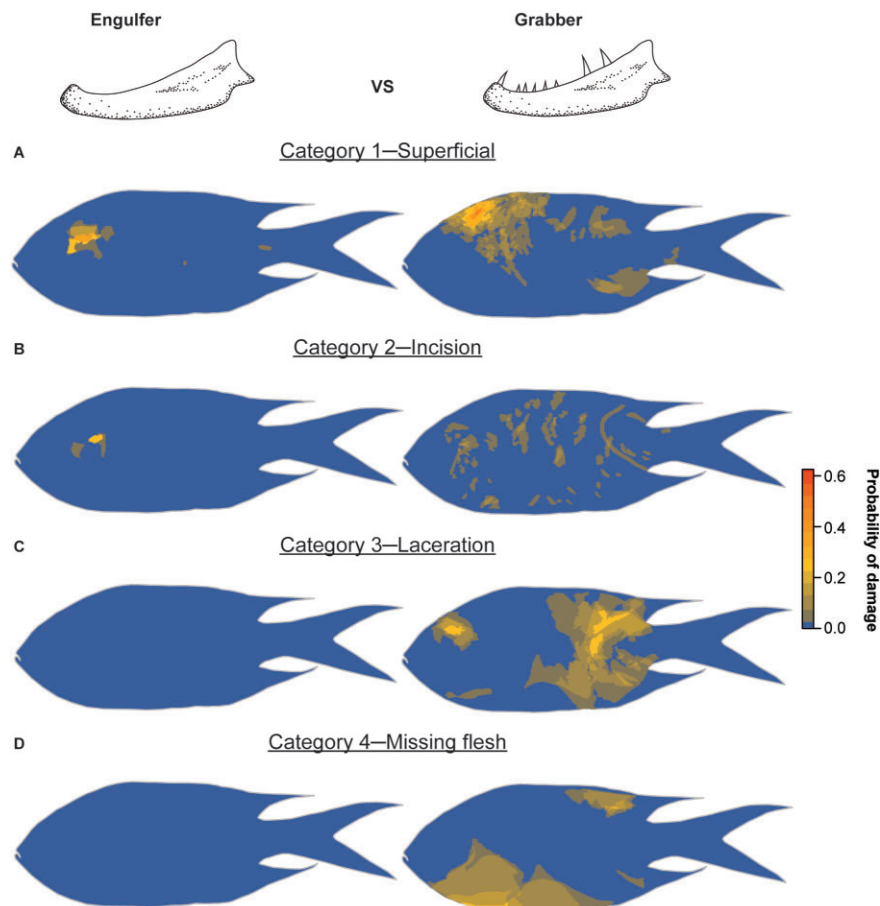 Engulfer
Grabber
VS
A
Category 1—Superficial
B
Category 2—Incision
C
Category 3—Laceration
D
Category 4—Missing flesh
0.6
0.4
0.2
0.0
Probability of damage